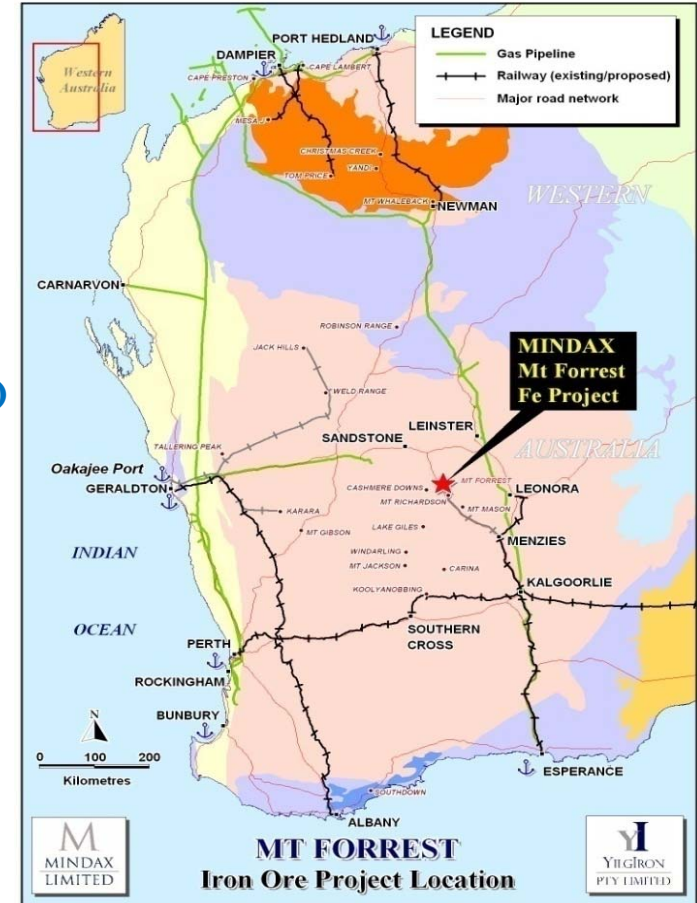 Western
Australia
PORT HEDLAND
DAMPIER
CAPE LAMBERT
CAPE PRESTON
LEGEND
Gas Pipeline
Railway (existing/proposed)
Major road network
MESA J
CHRISTMAS CREEK
YANDI
TOM PRICE
MT WHALEBACK
NEWMAN
WESTERN
CARNARVON
ROBINSON RANGE
JACK HILLS
WELD RANGE
MINDAX
Mt Forrest
Fe Project
LEINSTER
SANDSTONE
AUSTRALIA
TALLERING PEAK
Oakajee Port
GERALDTON
CASHMERE DOWNS
MT FORREST
MT RICHARDSON
LEONORA
KARARA
MT MASON
MT GIBSON
LAKE GILES
MENZIES
INDIAN
WINDARLING
MT JACKSON
CARINA
KALGOORLIE
KOOLYANOBBING
OCEAN
SOUTHERN
CROSS
PERTH
ROCKINGHAM
BUNBURY
N
0 100 200
Kilometres
ESPERANCE
SOUTHDOWN
ALBANY
M
MINDAX
LIMITED
MT FORREST
Iron Ore Project Location
YI
YILGIRON
PTY LIMITED